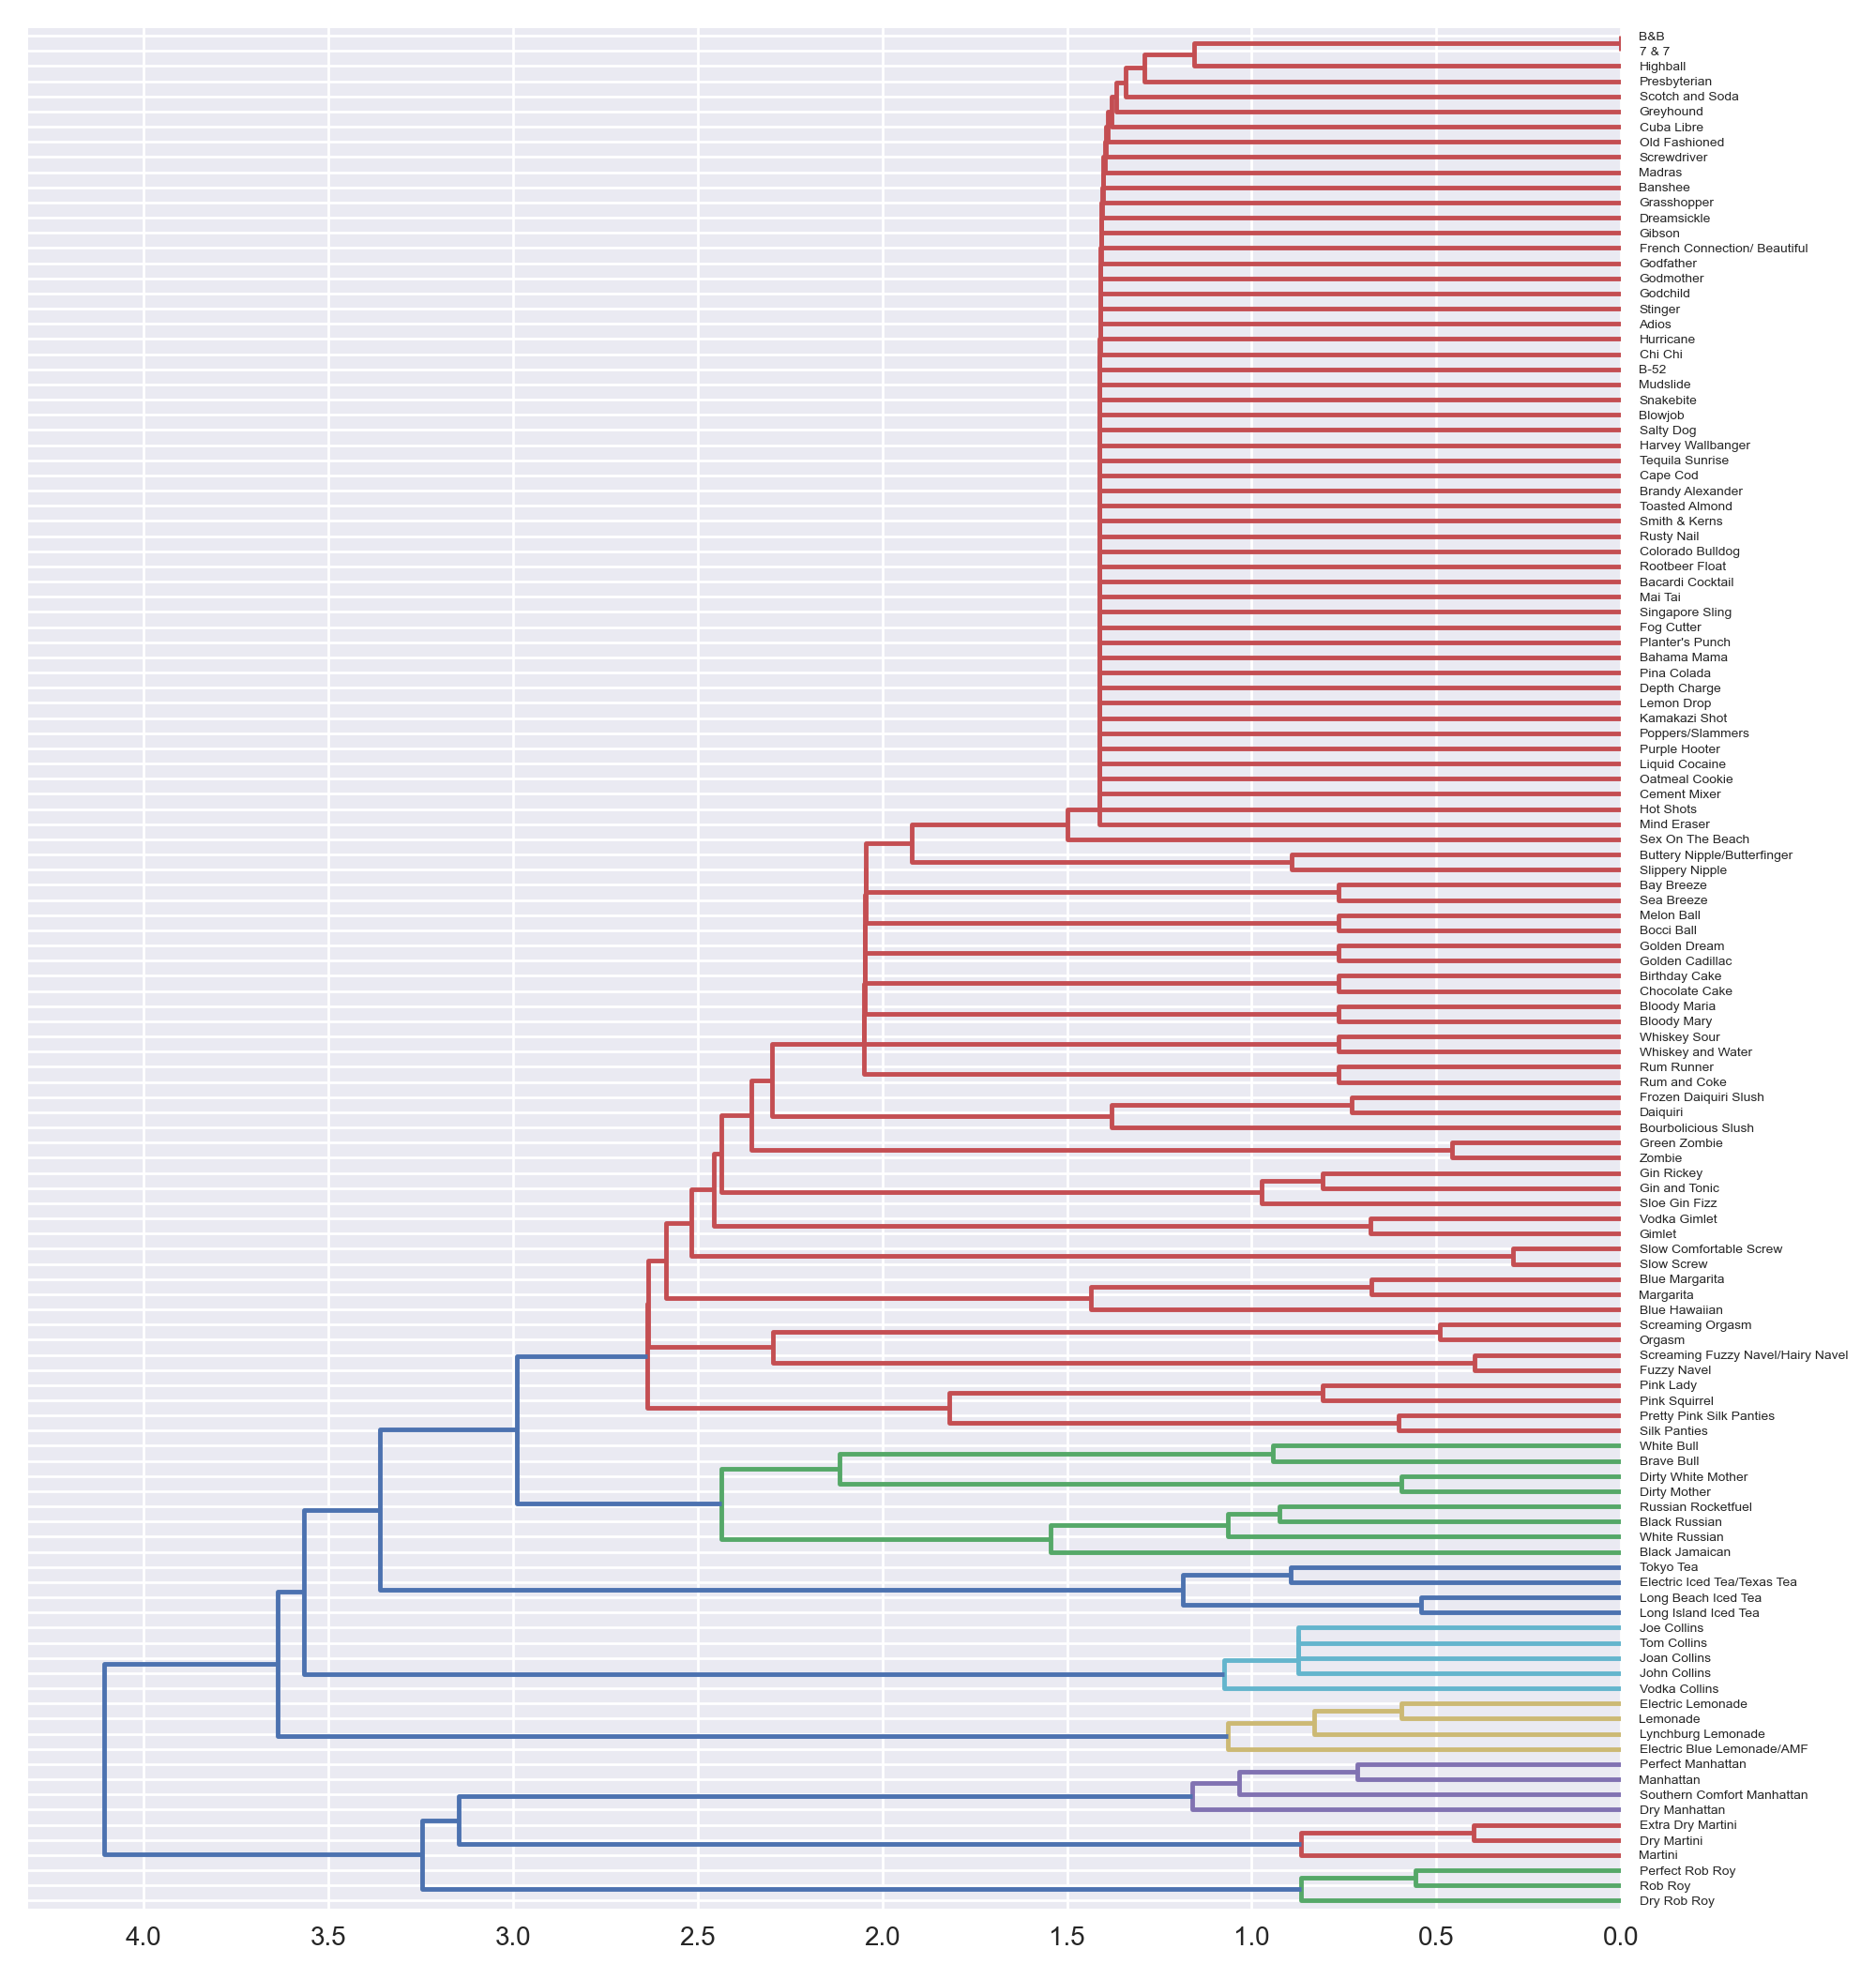 B&B
7 & 7
Highball
Presbyterian
Scotch and Soda
Greyhound
Cuba Libre
Old Fashioned
Screwdriver
Madras
Banshee
Grasshopper
Dreamsickle
Gibson
French Connection/ Beautiful
Godfather
Godmother
Godchild
Stinger
Adios
Hurricane
Chi Chi
B-52
Mudslide
Snakebite
Blowjob
Salty Dog
Harvey Wallbanger
Tequila Sunrise
Cape Cod
Brandy Alexander
Toasted Almond
Smith & Kerns
Rusty Nail
Colorado Bulldog
Rootbeer Float
Bacardi Cocktail
Mai Tai
Singapore Sling
Fog Cutter
Planter's Punch
Bahama Mama
Pina Colada
Depth Charge
Lemon Drop
Kamakazi Shot
Poppers/Slammers
Purple Hooter
Liquid Cocaine
Oatmeal Cookie
Cement Mixer
Hot Shots
Mind Eraser
Sex On The Beach
Buttery Nipple/Butterfinger
Slippery Nipple
Bay Breeze
Sea Breeze
Melon Ball
Bocci Ball
Golden Dream
Golden Cadillac
Birthday Cake
Chocolate Cake
Bloody Maria
Bloody Mary
Whiskey Sour
Whiskey and Water
Rum Runner
Rum and Coke
Frozen Daiquiri Slush
Daiquiri
Bourbolicious Slush
Green Zombie
Zombie
Gin Rickey
Gin and Tonic
Sloe Gin Fizz
Vodka Gimlet
Gimlet
Slow Comfortable Screw
Slow Screw
Blue Margarita
Margarita
Blue Hawaiian
Screaming Orgasm
Orgasm
Screaming Fuzzy Navel/Hairy Navel
Fuzzy Navel
Pink Lady
Pink Squirrel
Pretty Pink Silk Panties
Silk Panties
White Bull
Brave Bull
Dirty White Mother
Dirty Mother
Russian Rocketfuel
Black Russian
White Russian
Black Jamaican
Tokyo Tea
Electric Iced Tea/Texas Tea
Long Beach Iced Tea
Long Island Iced Tea
Joe Collins
Tom Collins
Joan Collins
John Collins
Vodka Collins
Electric Lemonade
Lemonade
Lynchburg Lemonade
Electric Blue Lemonade/AMF
Perfect Manhattan
Manhattan
Southern Comfort Manhattan
Dry Manhattan
Extra Dry Martini
Dry Martini
Martini
Perfect Rob Roy
Rob Roy
Dry Rob Roy
4.0 3.5 3.0 2.5 2.0 1.5 1.0 0.5 0.0